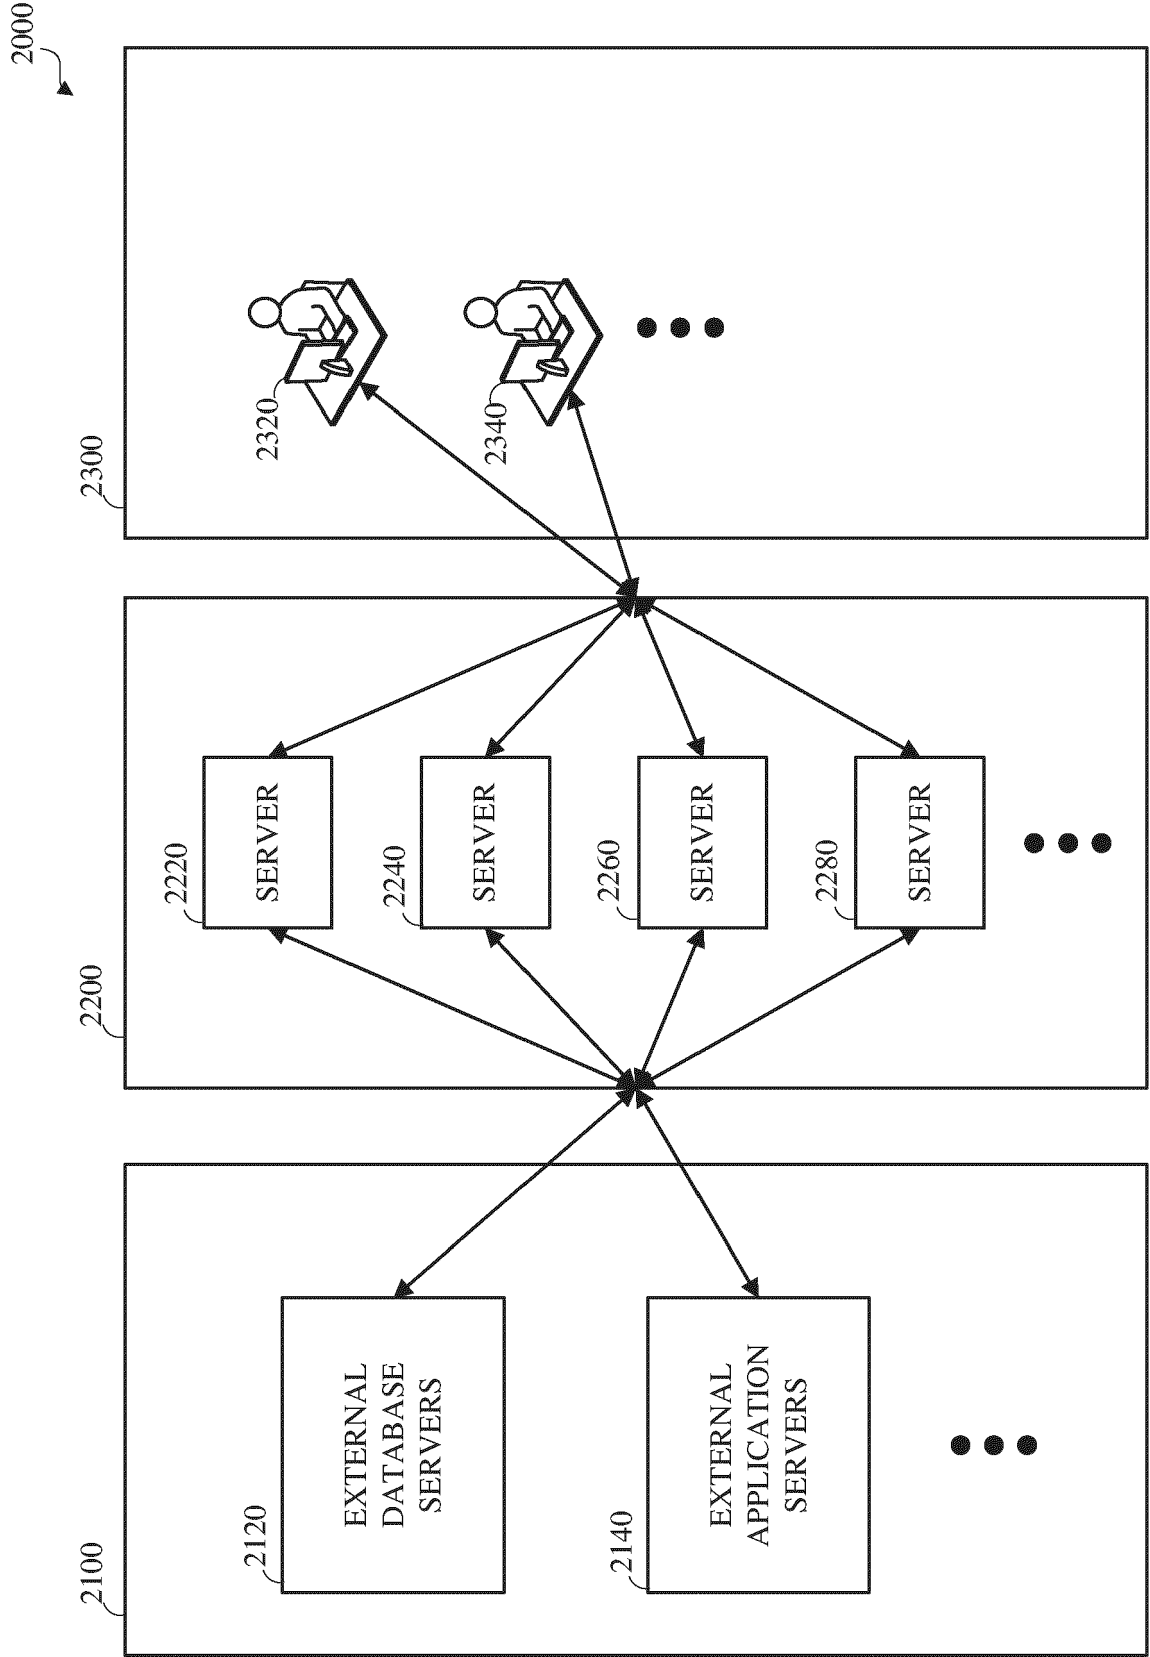 2000
2100
2120
EXTERNAL
DATABASE
SERVERS
2140
EXTERNAL
APPLICATION
SERVERS
2200
2220
SERVER
2240
SERVER
2260
SERVER
2280
SERVER
2300
2320
2340